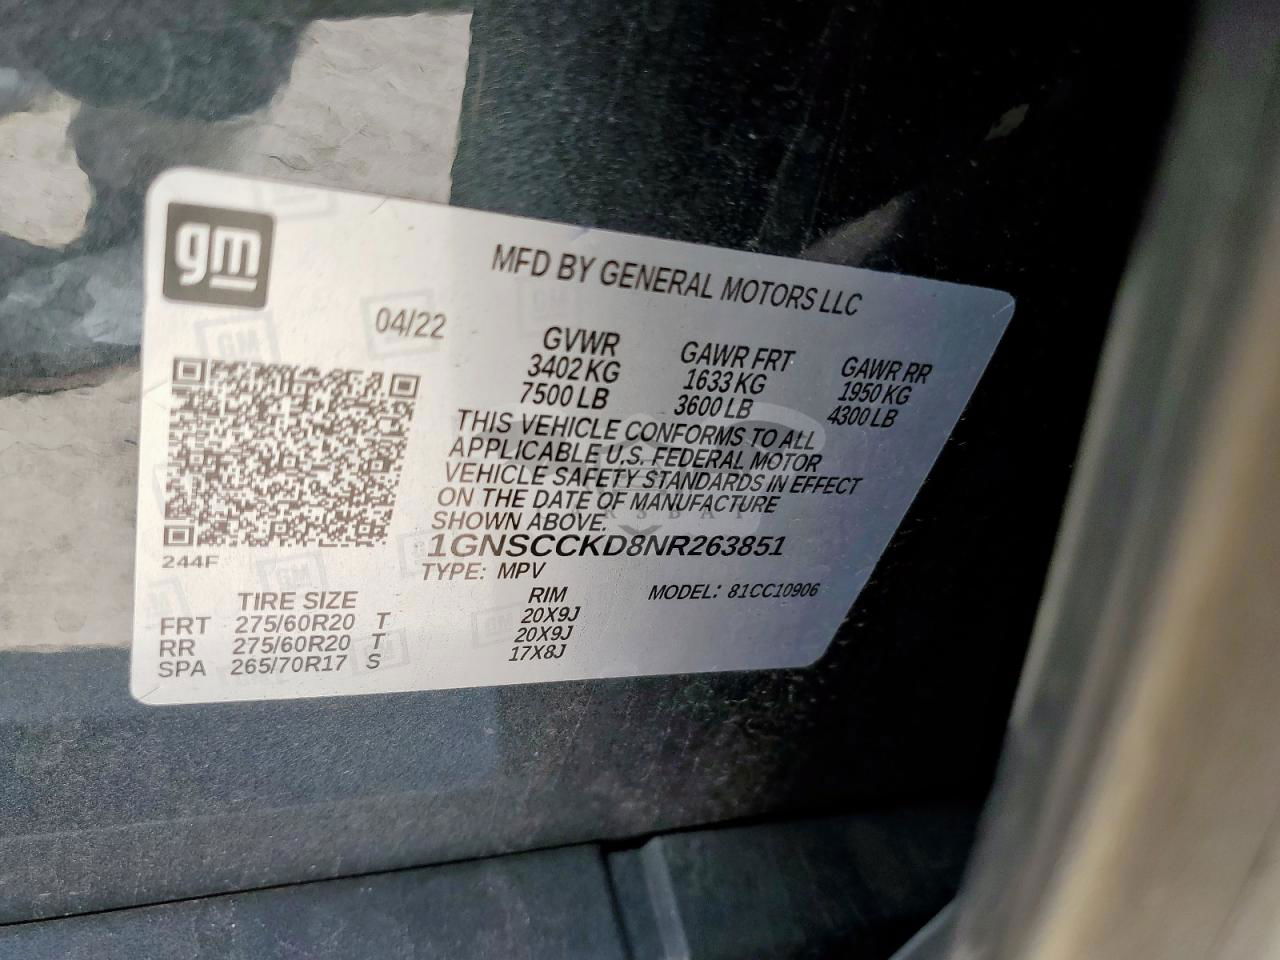 gm
MFD BY GENERAL MOTORS LLC
04/22
GVWR GAWR FRT GAWR RR
3402 KG 1633 KG 1950 KG
7500 LB 3600 LB 4300 LB
THIS VEHICLE CONFORMS TO ALL
APPLICABLE U.S. FEDERAL MOTOR
VEHICLE SAFETY STANDARDS IN EFFECT
ON THE DATE OF MANUFACTURE
SHOWN ABOVE.
1GNSCCKD8NR263851
244F
TYPE: MPV MODEL: 81CC10906
TIRE SIZE RIM
FRT 275/60R20 T 20X9J
RR 275/60R20 T 20X9J
SPA 265/70R17 S 17X8J